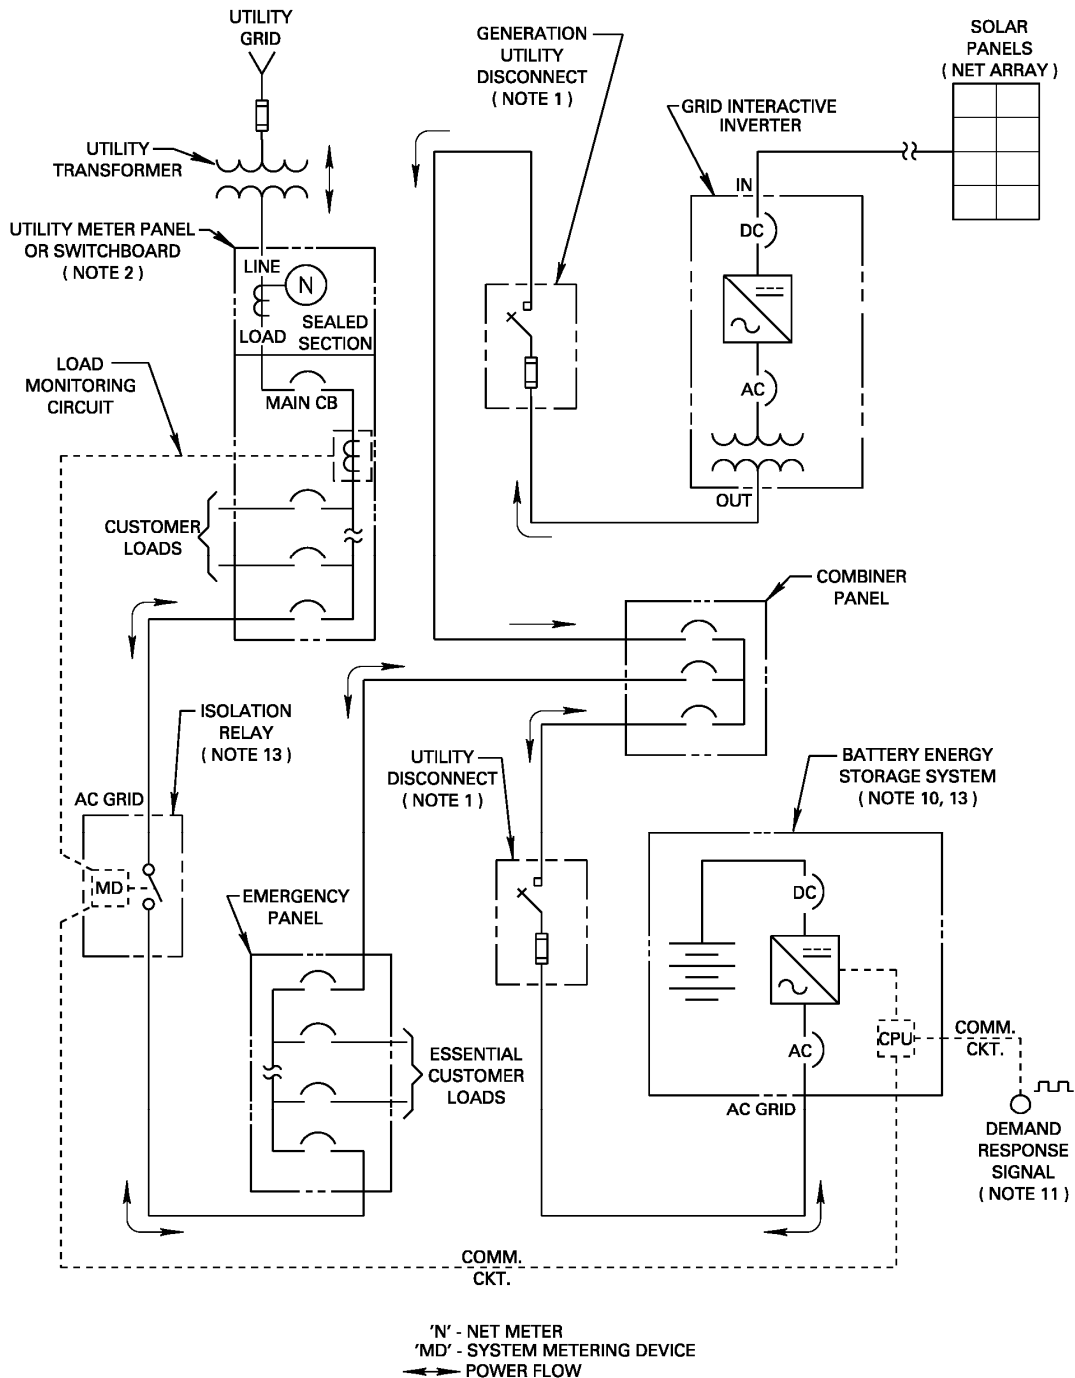 UTILITY
GRID
GENERATION
UTILITY
DISCONNECT
( NOTE 1 )
SOLAR
PANELS
( NET ARRAY )
GRID INTERACTIVE
INVERTER
UTILITY
TRANSFORMER
IN
DC
UTILITY METER PANEL
OR SWITCHBOARD
( NOTE 2 )
LINE
N
SEALED
SECTION
LOAD
LOAD
MONITORING
CIRCUIT
MAIN CB
AC
OUT
CUSTOMER
LOADS
COMBINER
PANEL
ISOLATION
RELAY
( NOTE 13 )
UTILITY
DISCONNECT
( NOTE 1 )
BATTERY ENERGY
STORAGE SYSTEM
( NOTE 10, 13 )
AC GRID
MD
EMERGENCY
PANEL
DC
ESSENTIAL
CUSTOMER
LOADS
AC
CPU
COMM.
CKT.
AC GRID
DEMAND
RESPONSE
SIGNAL
( NOTE 11 )
COMM.
CKT.
'N' - NET METER
'MD' - SYSTEM METERING DEVICE
POWER FLOW